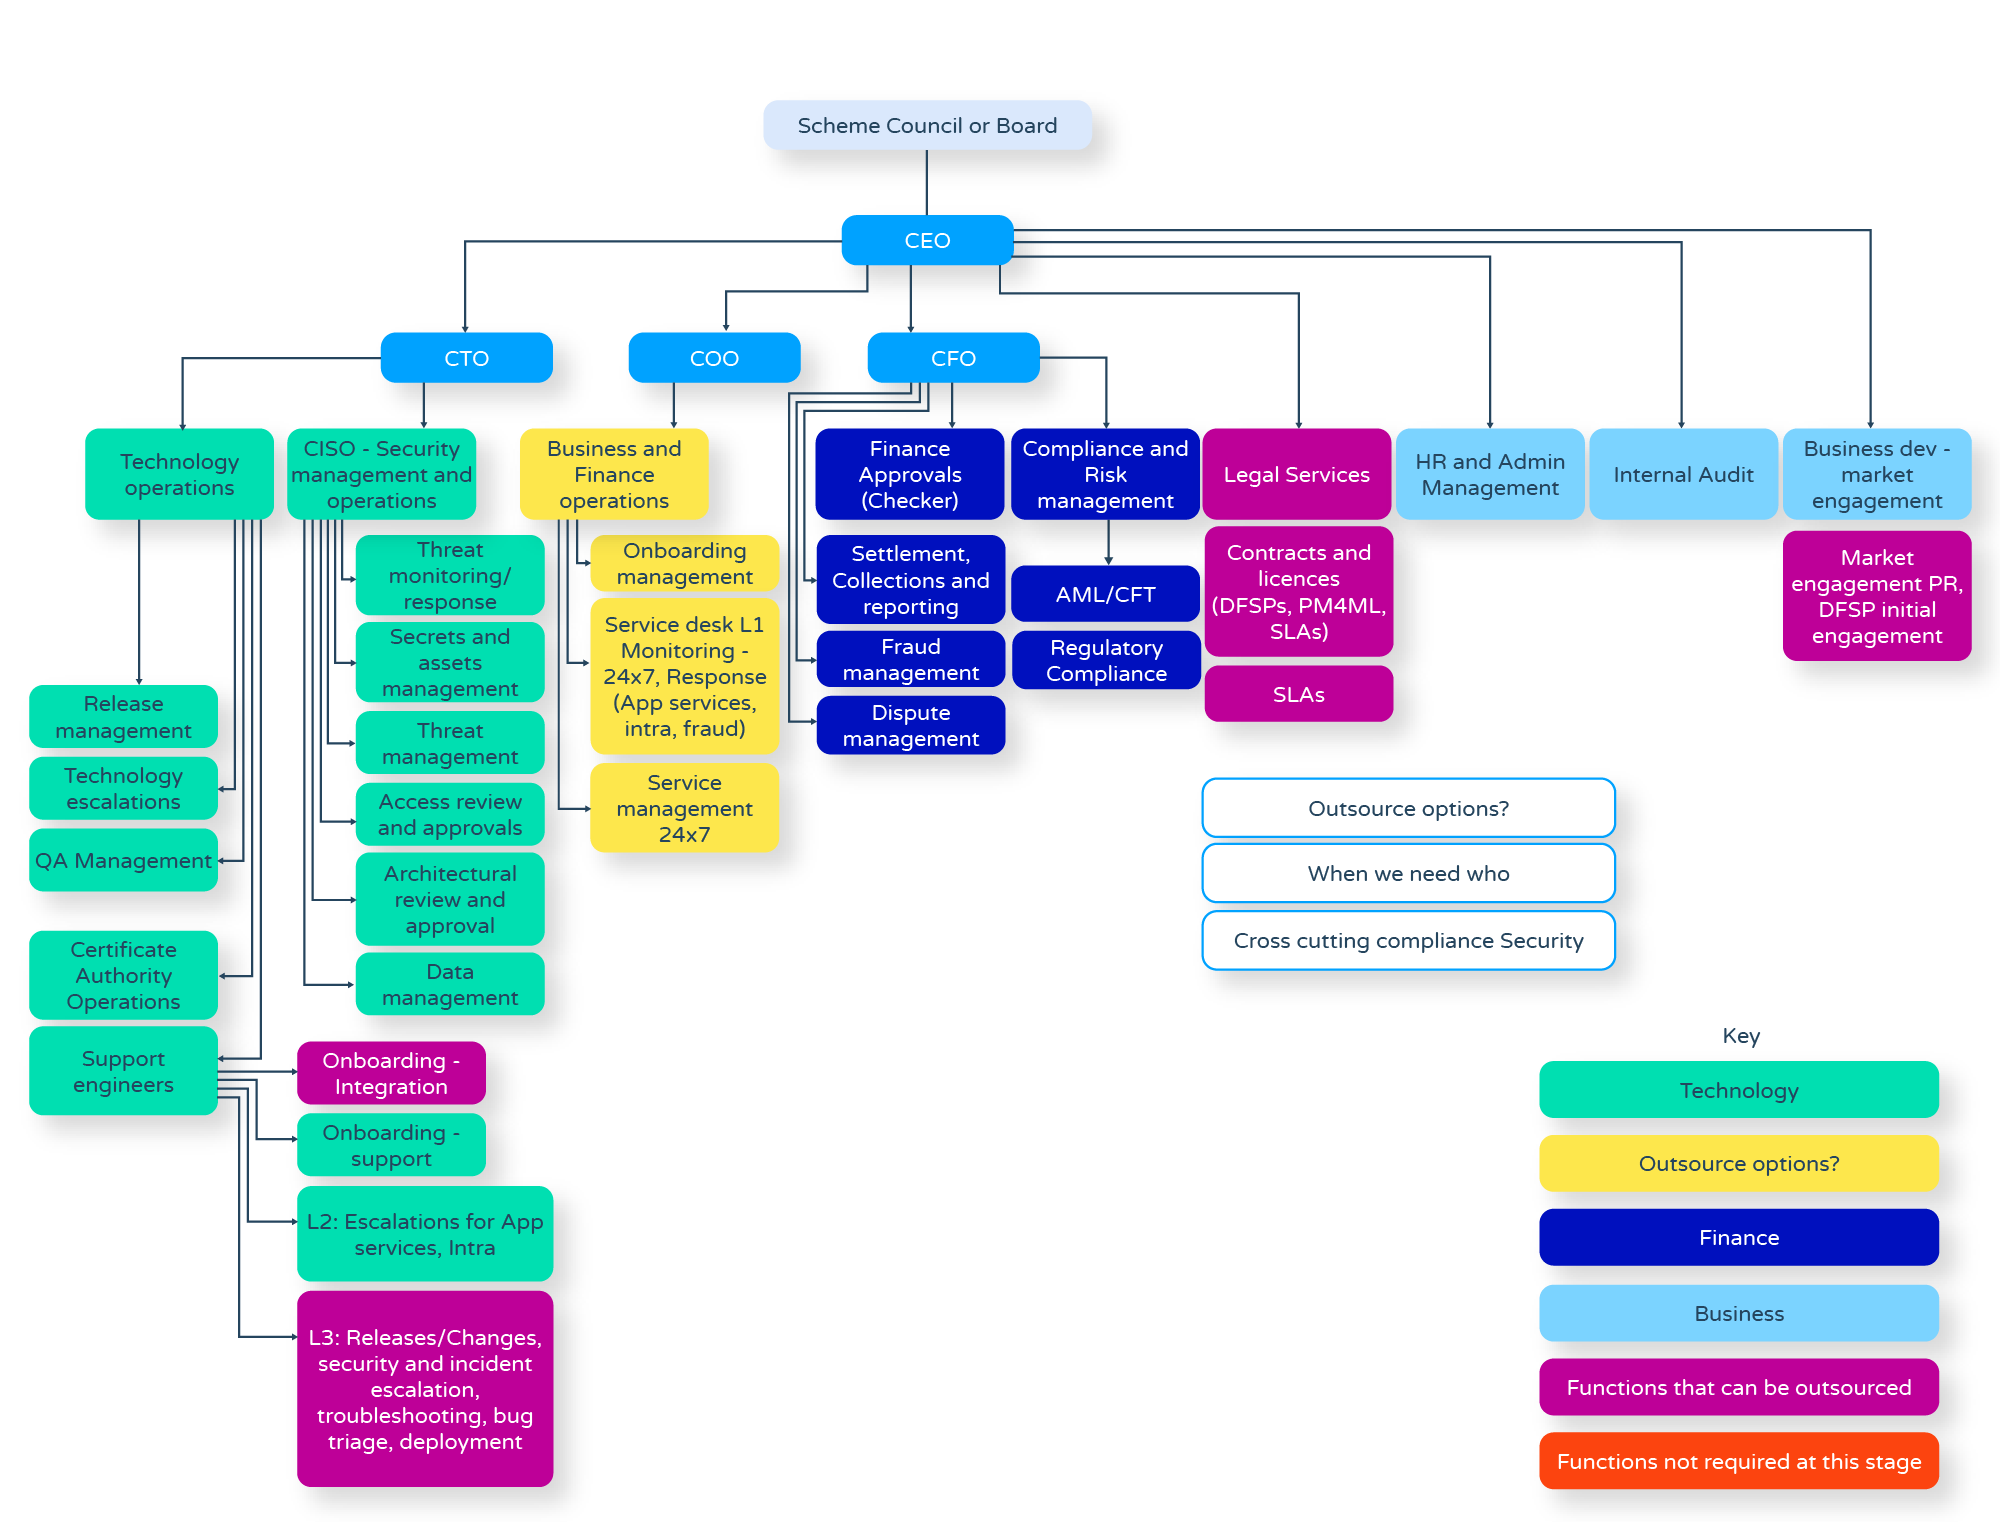 Scheme Council or Board
CEO
CTO
COO
CFO
Technology
operations
CISO - Security
management and
operations
Business and
Finance
operations
Finance
Approvals
(Checker)
Compliance and
Risk
management
Legal Services
HR and Admin
Management
Internal Audit
Business dev -
market
engagement
Release
management
Technology
escalations
QA Management
Certificate
Authority
Operations
Support
engineers
Threat
monitoring/
response
Secrets and
assets
management
Threat
management
Access review
and approvals
Architectural
review and
approval
Data
management
Onboarding -
Integration
Onboarding -
support
L2: Escalations for App
services, Intra
L3: Releases/Changes,
security and incident
escalation,
troubleshooting, bug
triage, deployment
Onboarding
management
Service desk L1
Monitoring -
24x7, Response
(App services,
intra, fraud)
Service
management
24x7
Settlement,
Collections and
reporting
Fraud
management
Dispute
management
AML/CFT
Regulatory
Compliance
Contracts and
licences
(DFSPs, PM4ML,
SLAs)
SLAs
Market
engagement PR,
DFSP initial
engagement
Outsource options?
When we need who
Cross cutting compliance Security
Key
Technology
Outsource options?
Finance
Business
Functions that can be outsourced
Functions not required at this stage